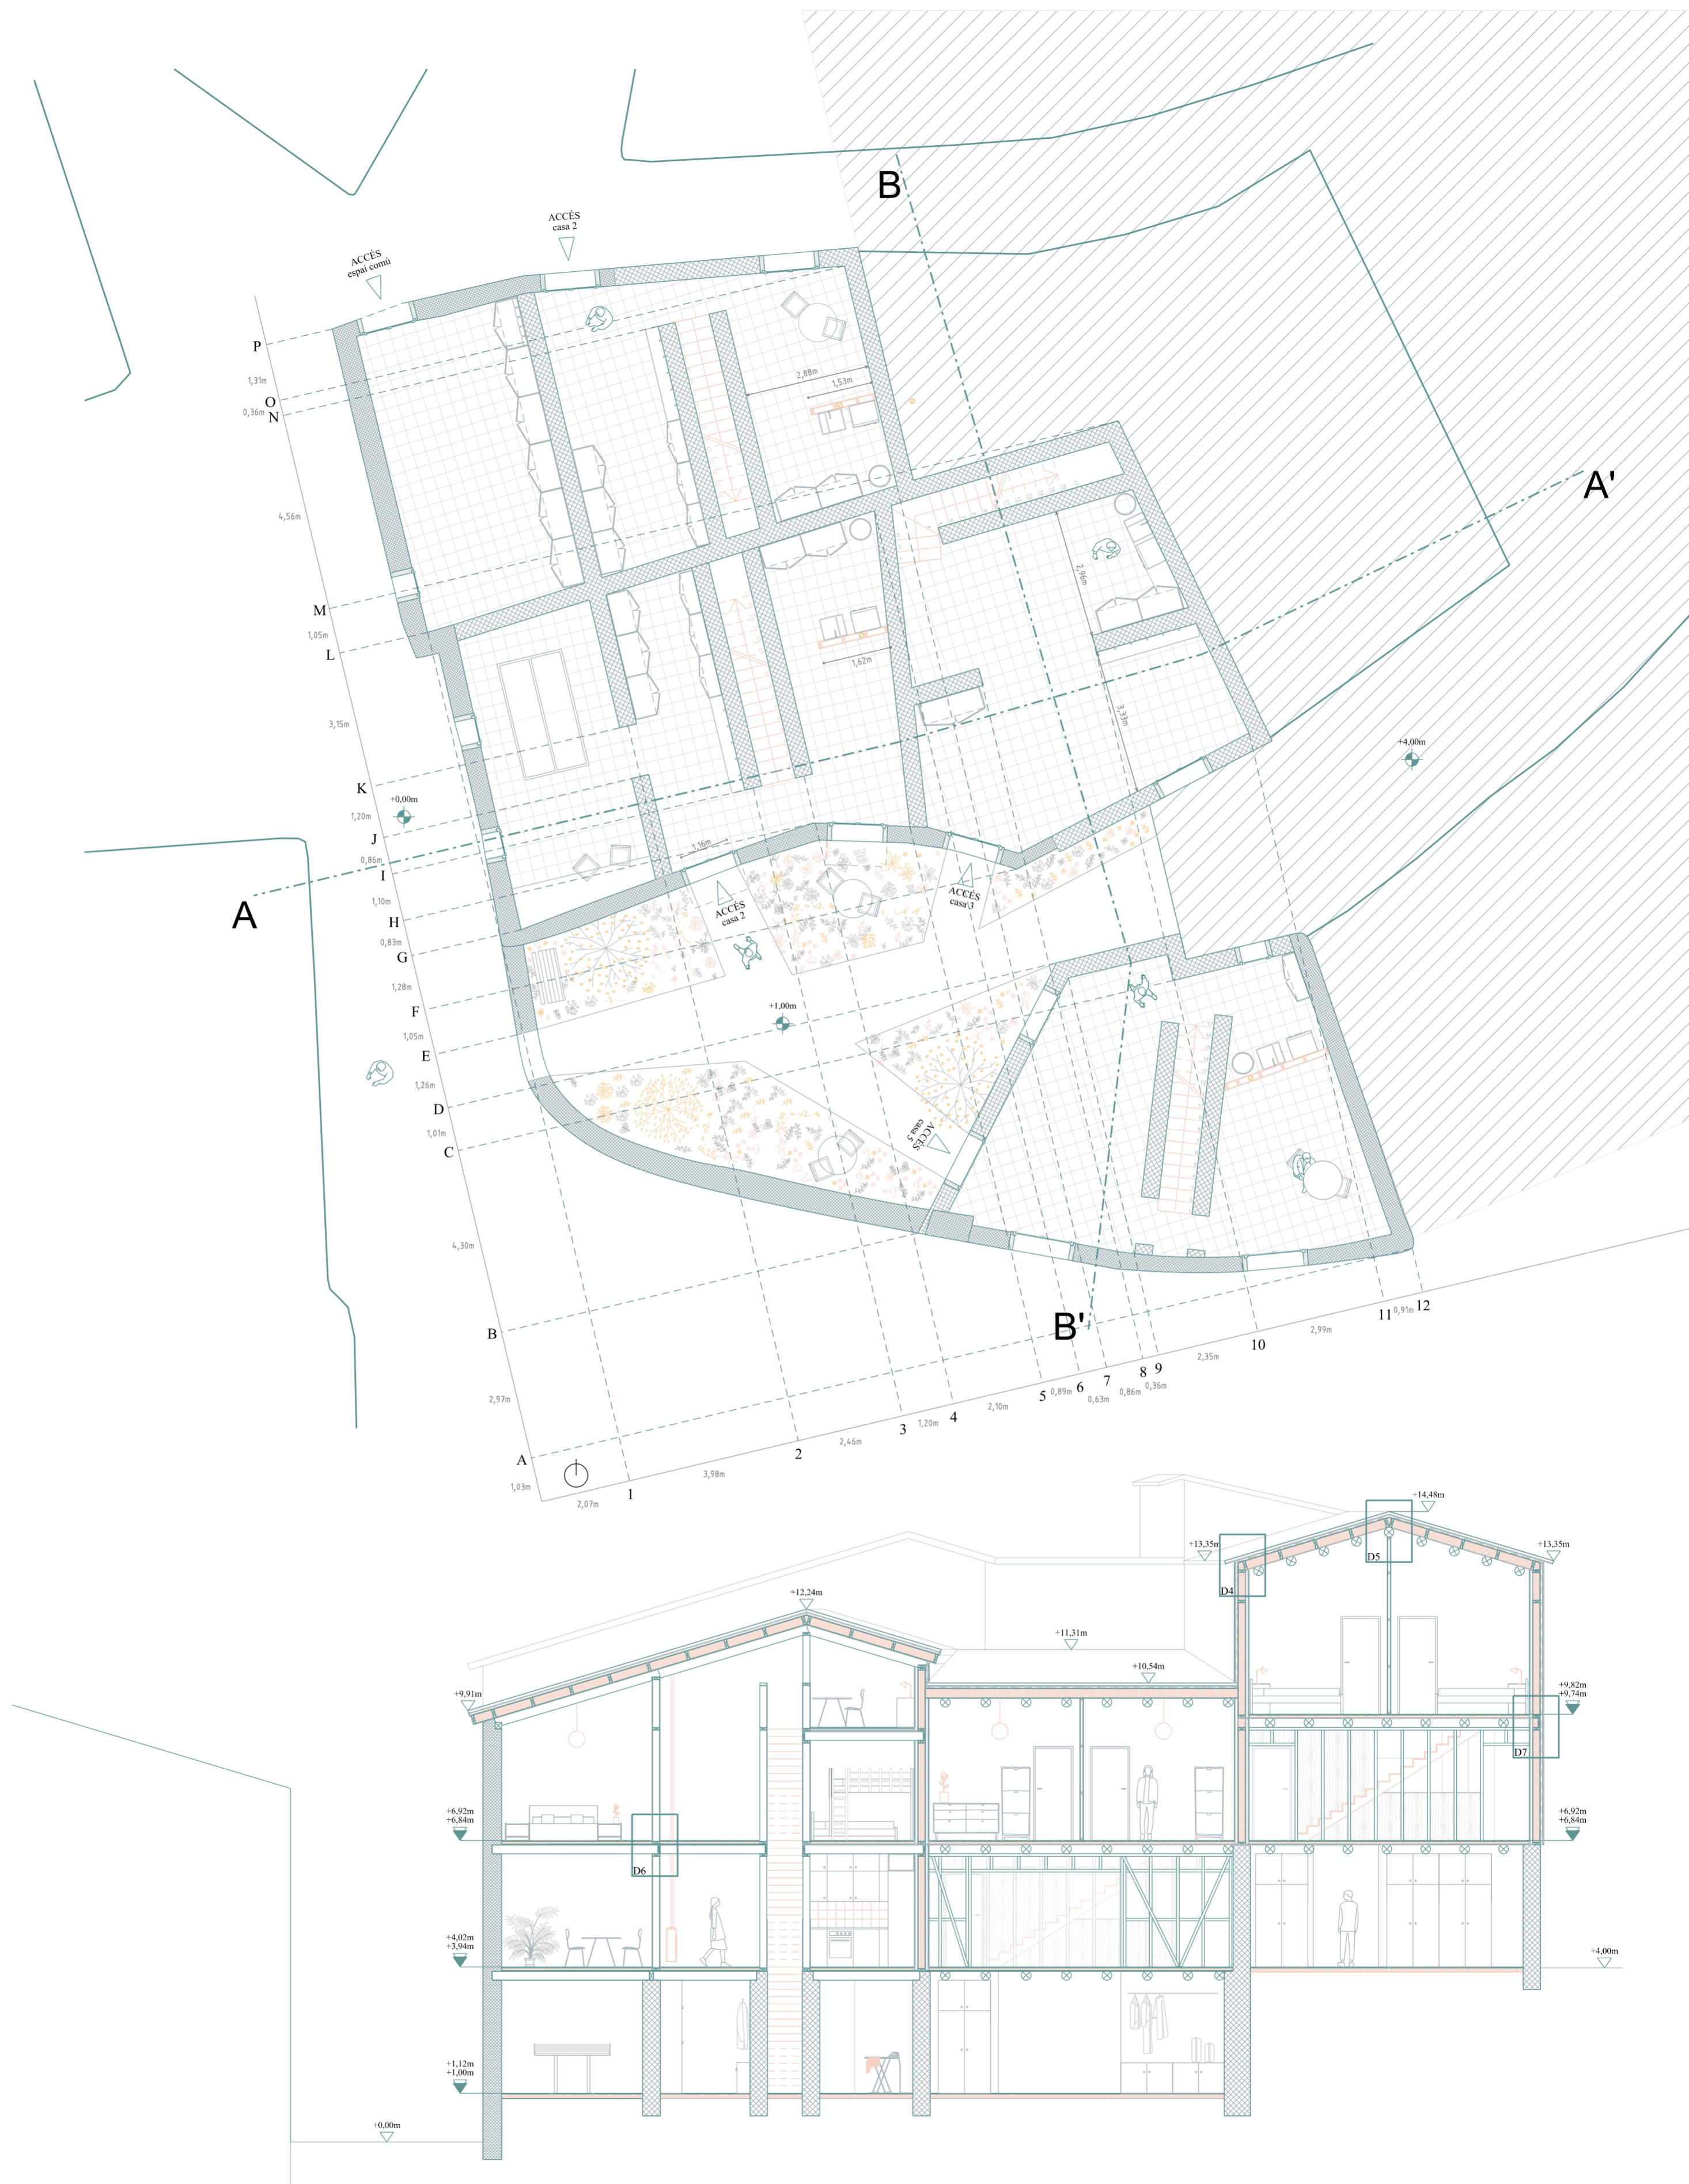 B
ACCÉS
casa 2
ACCÉS
espai comú
P
1,31m
O
0,36m
N
2,88m
1,53m
A'
4,56m
2,96m
M
1,05m
L
1,62m
3,15m
3,33m
+4,00m
K
+0,00m
1,20m
J
0,86m
1,16m
I
A
1,10m
ACCÉS
casa 2
ACCÉS
casa 3
H
0,83m
G
1,28m
+1,00m
F
1,05m
E
1,26m
D
1,01m
C
ACCÉS
casa 5
4,30m
B
B'
2,97m
A
1,03m
2,07m
1
3,98m
2
2,46m
3
1,20m
4
2,10m
5
0,89m
6
0,63m
7
0,86m
8
0,36m
9
2,35m
10
2,99m
11
0,91m
12
+14,48m
D5
+13,35m
+13,35m
D4
+12,24m
+11,31m
+10,54m
+9,91m
+9,82m
+9,74m
D7
+6,92m
+6,84m
+6,92m
+6,84m
D6
+4,02m
+3,94m
+4,00m
+1,12m
+1,00m
+0,00m